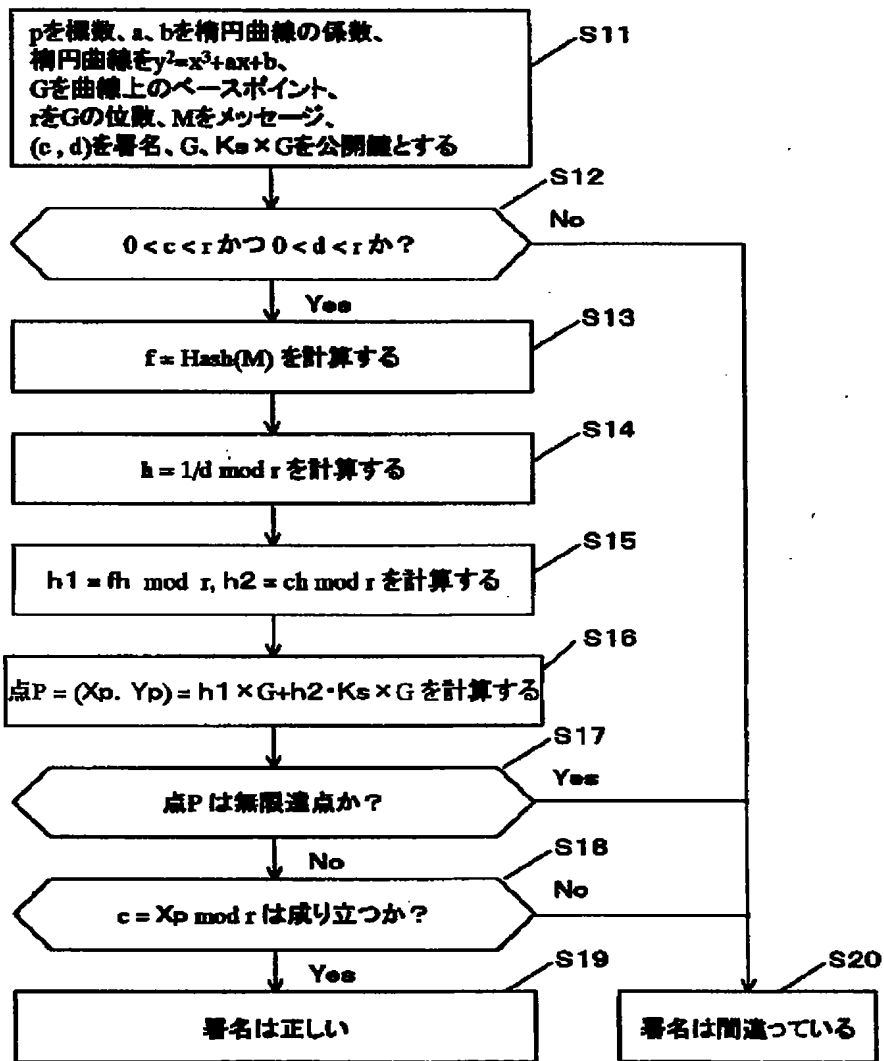 pを標数、a、bを楕円曲線の係数、
楕円曲線をy²=x³+ax+b、
Gを曲線上のベースポイント、
rをGの位数、Mをメッセージ、
(c , d)を署名、G、Ks×Gを公開鍵とする
S11
S12
0 < c < r かつ 0 < d < r か？
No
Yes
S13
f = Hash(M) を計算する
S14
h = 1/d mod r を計算する
S15
h1 = fh mod r, h2 = ch mod r を計算する
S16
点P = (Xp. Yp) = h1×G+h2・Ks×G を計算する
S17
点P は無限遠点か？
Yes
No
S18
c = Xp mod r は成り立つか？
No
Yes
S19
署名は正しい
S20
署名は間違っている